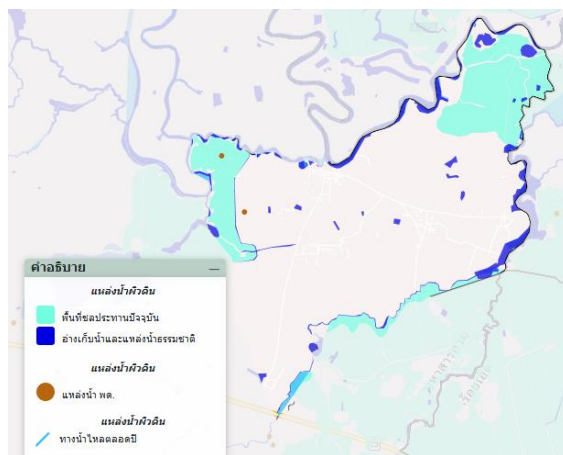 คำอธิบาย
แหล่งน้ำผิวดิน
พื้นที่ชลประทานปัจจุบัน
อ่างเก็บน้ำและแหล่งน้ำธรรมชาติ
แหล่งน้ำผิวดิน
แหล่งน้ำ พด.
แหล่งน้ำผิวดิน
ทางน้ำไหลตลอดปี